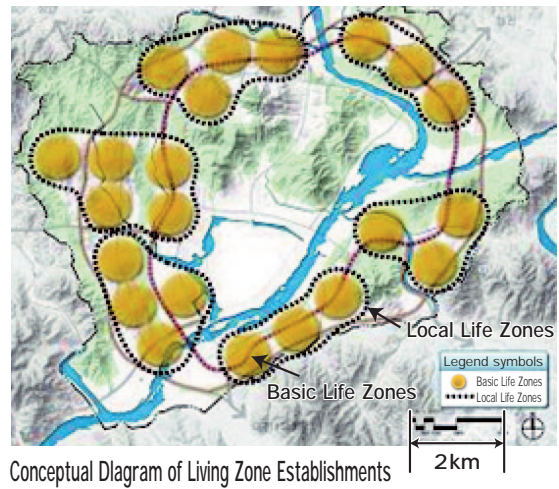 Local Life Zones
Basic Life Zones
Legend symbols
Basic Life Zones
Local Life Zones
2km
Conceptual Diagram of Living Zone Establishments